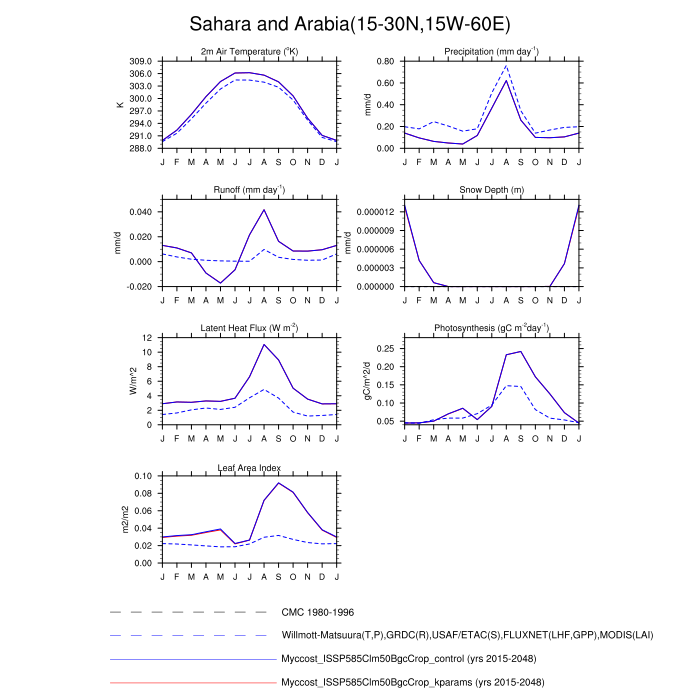 Sahara and Arabia(15-30N,15W-60E)
2m Air Temperature (°K)
309.0
306.0
303.0
300.0
297.0
294.0
291.0
288.0
K
J F M A M J J A S O N D J
Precipitation (mm day⁻¹)
0.80
0.60
0.40
0.20
0.00
mm/d
J F M A M J J A S O N D J
Runoff (mm day⁻¹)
0.040
0.020
0.000
-0.020
mm/d
J F M A M J J A S O N D J
Snow Depth (m)
0.000012
0.000009
0.000006
0.000003
0.000000
mm/d
J F M A M J J A S O N D J
Latent Heat Flux (W m⁻²)
12
10
8
6
4
2
0
W/m^2
J F M A M J J A S O N D J
Photosynthesis (gC m⁻²day⁻¹)
0.25
0.20
0.15
0.10
0.05
gC/m^2/d
J F M A M J J A S O N D J
Leaf Area Index
0.10
0.08
0.06
0.04
0.02
0.00
m2/m2
J F M A M J J A S O N D J
CMC 1980-1996
Willmott-Matsuura(T,P),GRDC(R),USAF/ETAC(S),FLUXNET(LHF,GPP),MODIS(LAI)
Myccost_ISSP585Clm50BgcCrop_control (yrs 2015-2048)
Myccost_ISSP585Clm50BgcCrop_kparams (yrs 2015-2048)